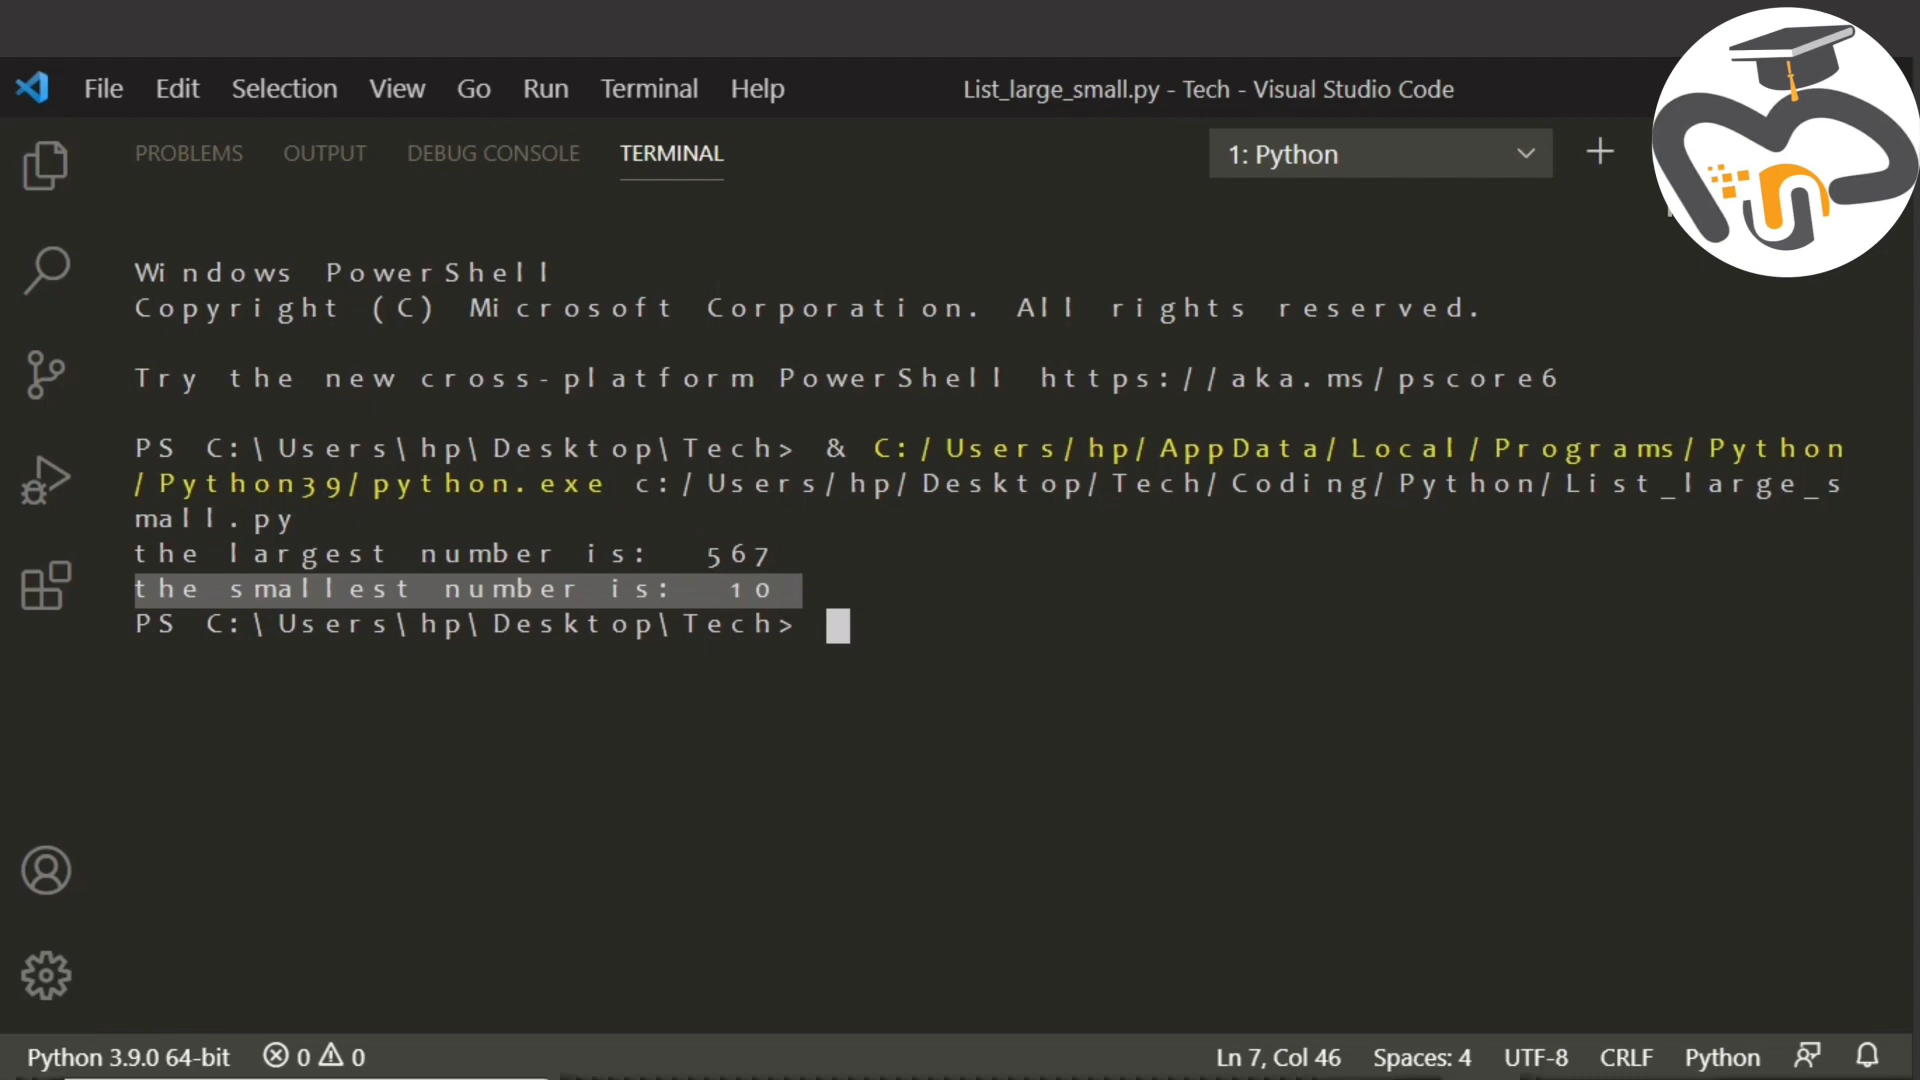 File Edit Selection View Go Run Terminal Help List_large_small.py - Tech - Visual Studio Code
PROBLEMS OUTPUT DEBUG CONSOLE TERMINAL 1: Python
Windows PowerShell
Copyright (C) Microsoft Corporation. All rights reserved.
Try the new cross-platform PowerShell https://aka.ms/pscore6
PS C:\Users\hp\Desktop\Tech> & C:/Users/hp/AppData/Local/Programs/Python
/Python39/python.exe c:/Users/hp/Desktop/Tech/Coding/Python/List_large_s
mall.py
the largest number is: 567
the smallest number is: 10
PS C:\Users\hp\Desktop\Tech>
Python 3.9.0 64-bit 0 0 Ln 7, Col 46 Spaces: 4 UTF-8 CRLF Python